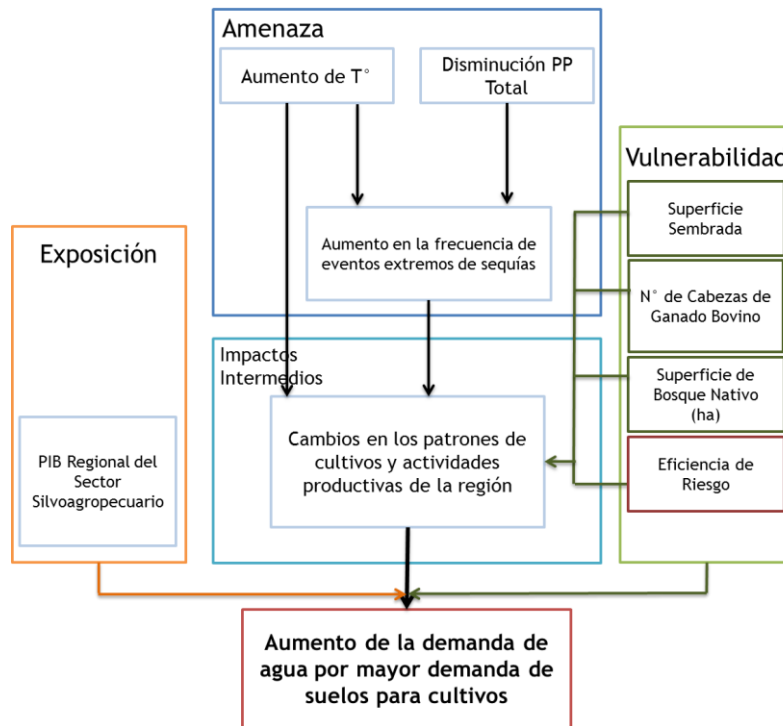 Amenaza
Aumento de T°
Disminución PP
Total
Aumento en la frecuencia de
eventos extremos de sequías
Exposición
PIB Regional del
Sector
Silvoagropecuario
Impactos
Intermedios
Cambios en los patrones de
cultivos y actividades
productivas de la región
Vulnerabilidad
Superficie
Sembrada
N° de Cabezas de
Ganado Bovino
Superficie de
Bosque Nativo
(ha)
Eficiencia de
Riesgo
Aumento de la demanda de
agua por mayor demanda de
suelos para cultivos